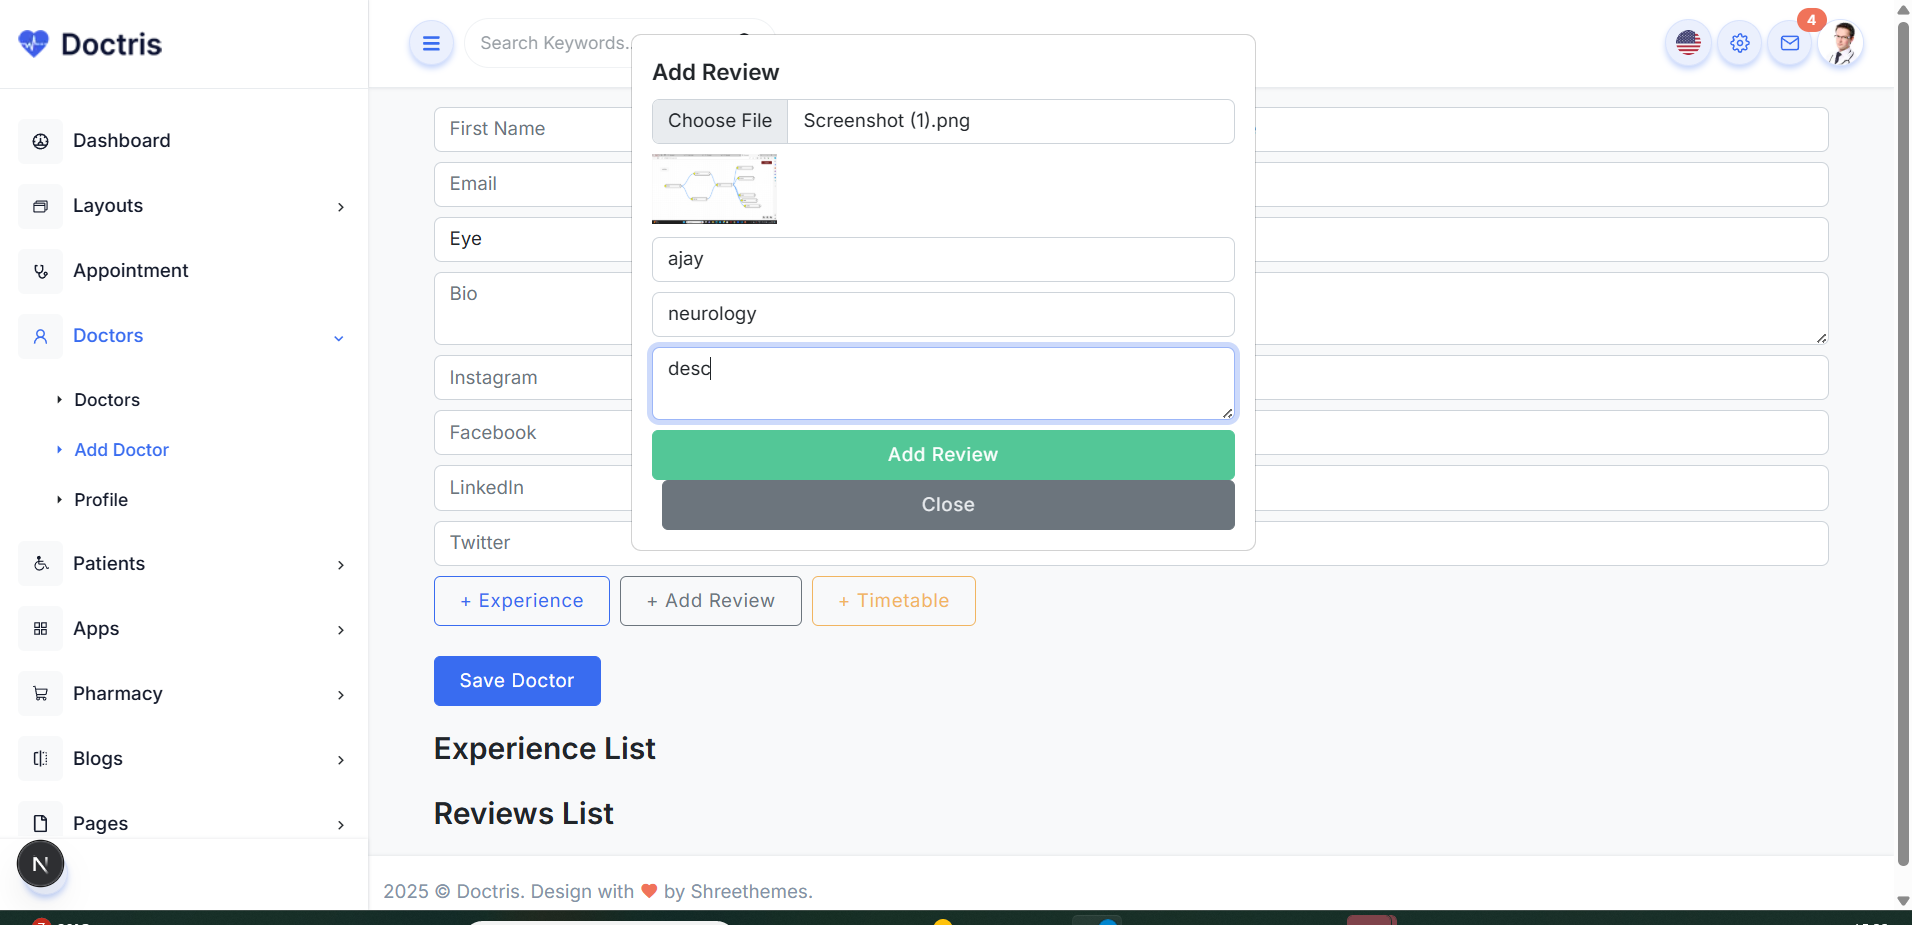 Doctris
Search Keywords..
4
Dashboard
Layouts
Appointment
Doctors
Doctors
Add Doctor
Profile
Patients
Apps
Pharmacy
Blogs
Pages
N
Add Review
Choose File
Screenshot (1).png
ajay
neurology
desc
Add Review
Close
First Name
Email
Eye
Bio
Instagram
Facebook
LinkedIn
Twitter
+ Experience
+ Add Review
+ Timetable
Save Doctor
Experience List
Reviews List
2025 © Doctris. Design with ❤ by Shreethemes.